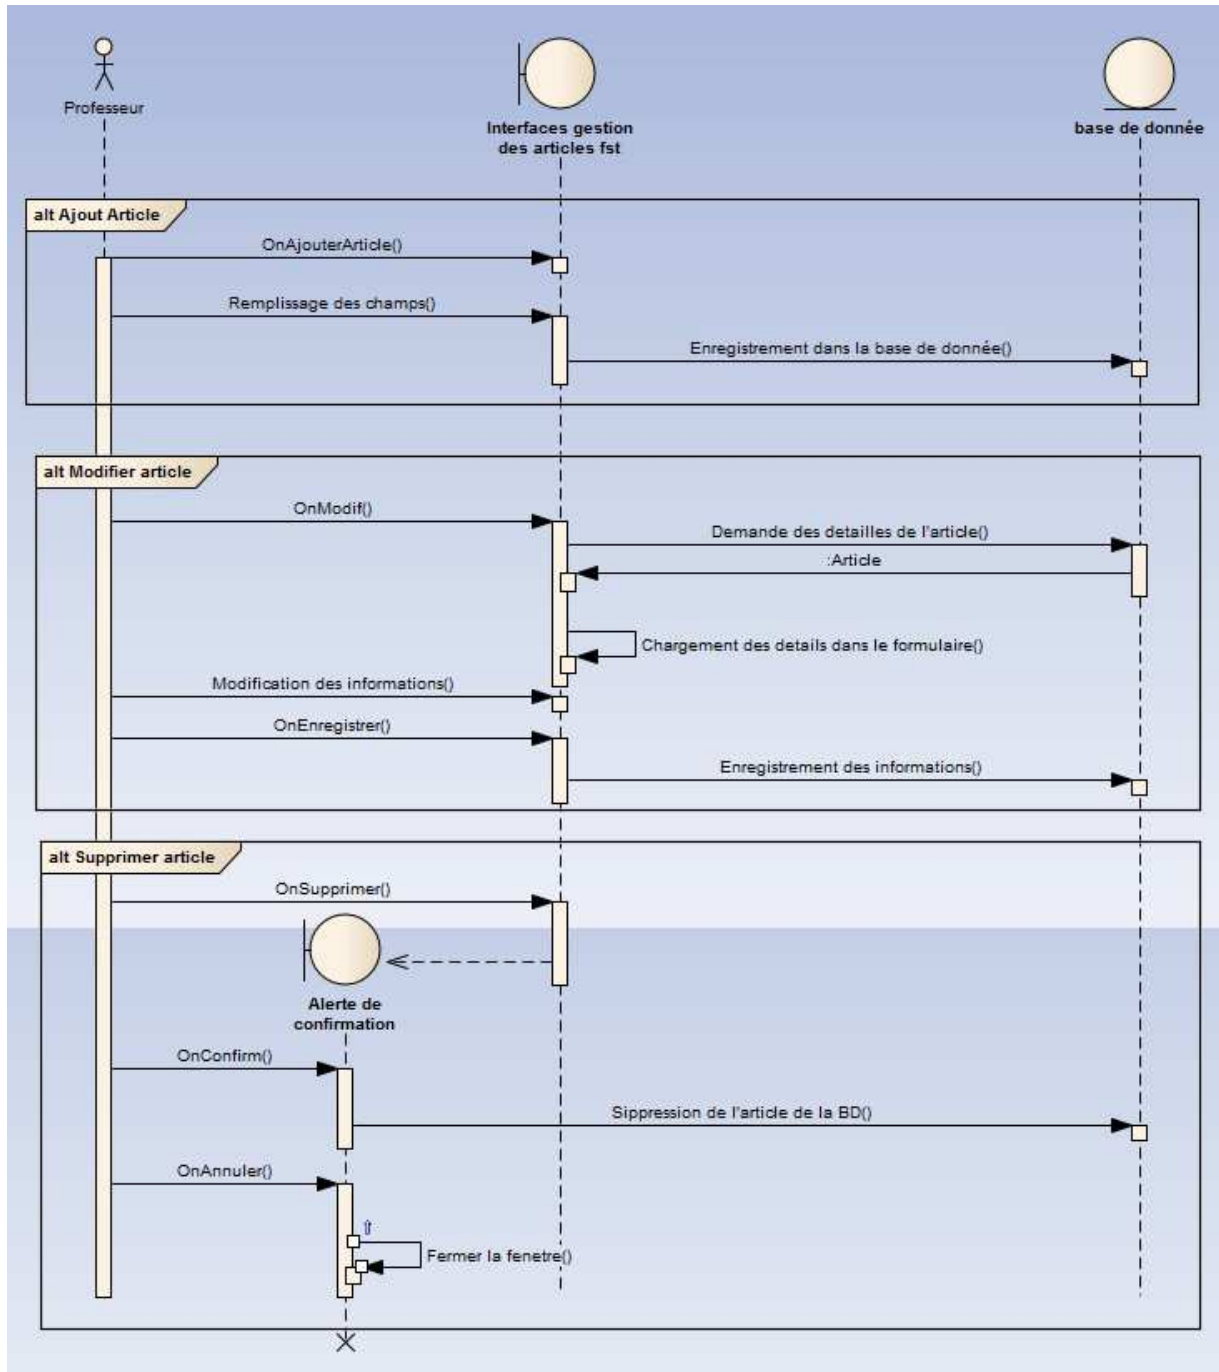 Professeur
Interfaces gestion
des articles fst
base de donnée
alt Ajout Article
OnAjouterArticle()
Remplissage des champs()
Enregistrement dans la base de donnée()
alt Modifier article
OnModif()
Demande des detailles de l'article()
:Article
Chargement des details dans le formulaire()
Modification des informations()
OnEnregistrer()
Enregistrement des informations()
alt Supprimer article
OnSupprimer()
Alerte de
confirmation
OnConfirm()
Sippression de l'article de la BD()
OnAnnuler()
Fermer la fenetre()